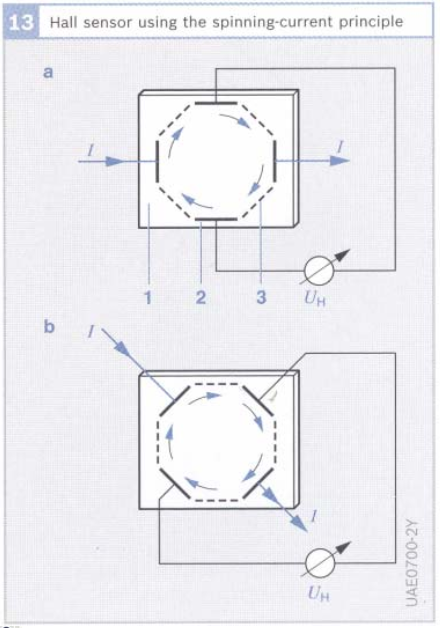 13 Hall sensor using the spinning-current principle
a
I
I
1
2
3
UH
b
I
I
UH
UAE0700-2Y